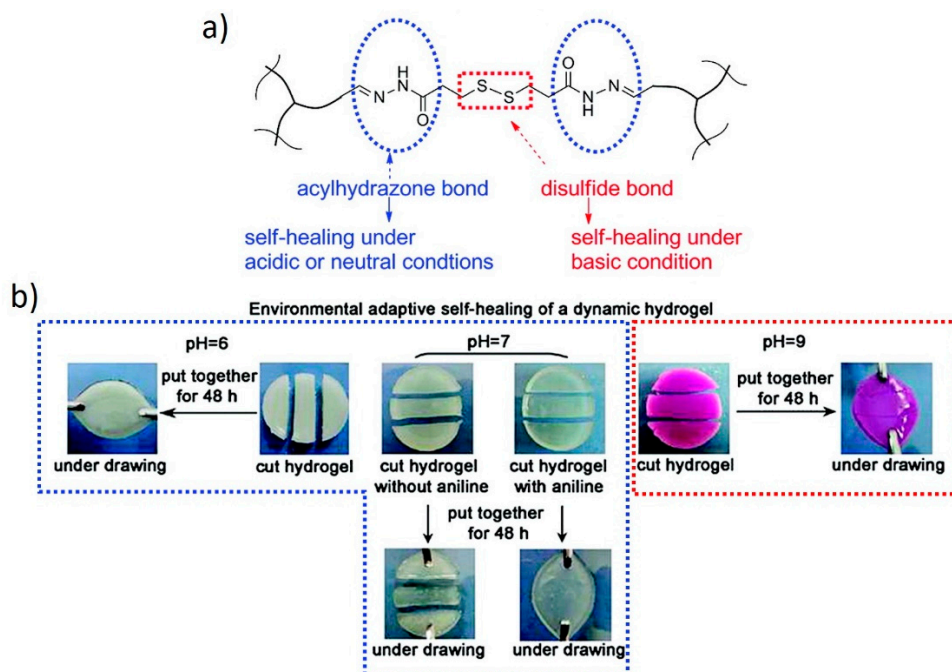 a)
H
N
N
O
S
S
O
N
H
N
acylhydrazone bond
disulfide bond
self-healing under
acidic or neutral condtions
self-healing under
basic condition
b)
Environmental adaptive self-healing of a dynamic hydrogel
pH=6
pH=7
pH=9
put together
for 48 h
under drawing
cut hydrogel
cut hydrogel
without aniline
cut hydrogel
with aniline
cut hydrogel
put together
for 48 h
under drawing
put together
for 48 h
under drawing
under drawing